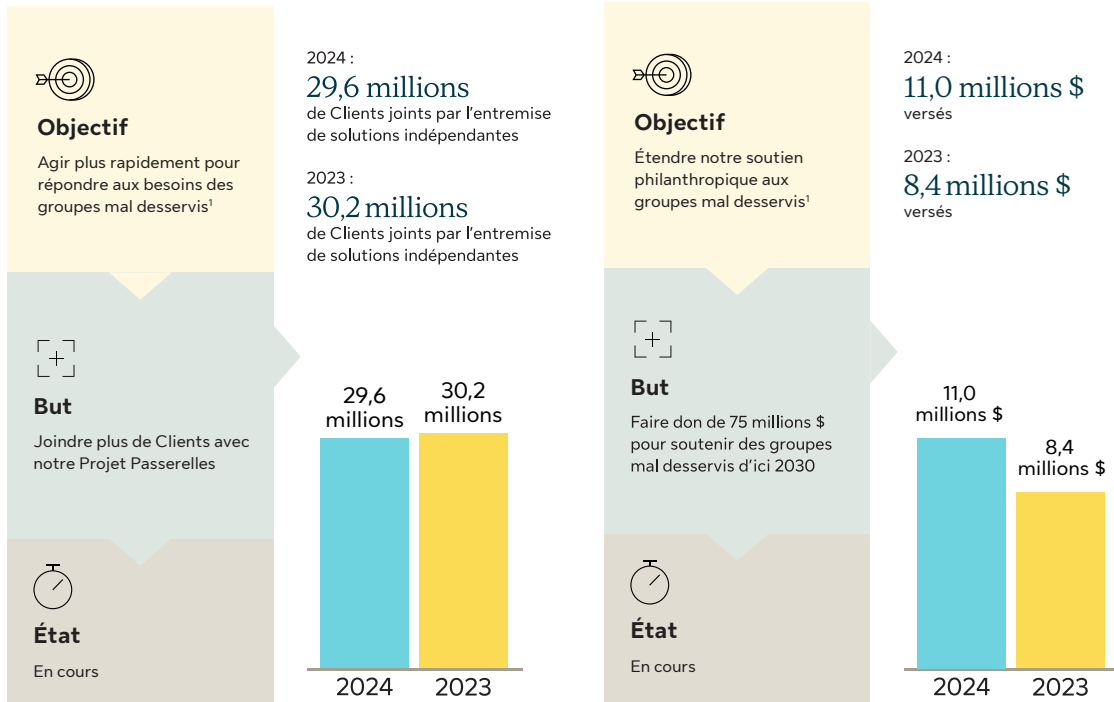 Objectif
Agir plus rapidement pour
répondre aux besoins des
groupes mal desservis¹
But
Joindre plus de Clients avec
notre Projet Passerelles
État
En cours
2024 :
29,6 millions
de Clients joints par l'entremise
de solutions indépendantes
2023 :
30,2 millions
de Clients joints par l'entremise
de solutions indépendantes
29,6
millions
30,2
millions
2024
2023
Objectif
Étendre notre soutien
philanthropique aux
groupes mal desservis¹
But
Faire don de 75 millions $
pour soutenir des groupes
mal desservis d'ici 2030
État
En cours
2024 :
11,0 millions $
versés
2023 :
8,4 millions $
versés
11,0
millions $
8,4
millions $
2024
2023